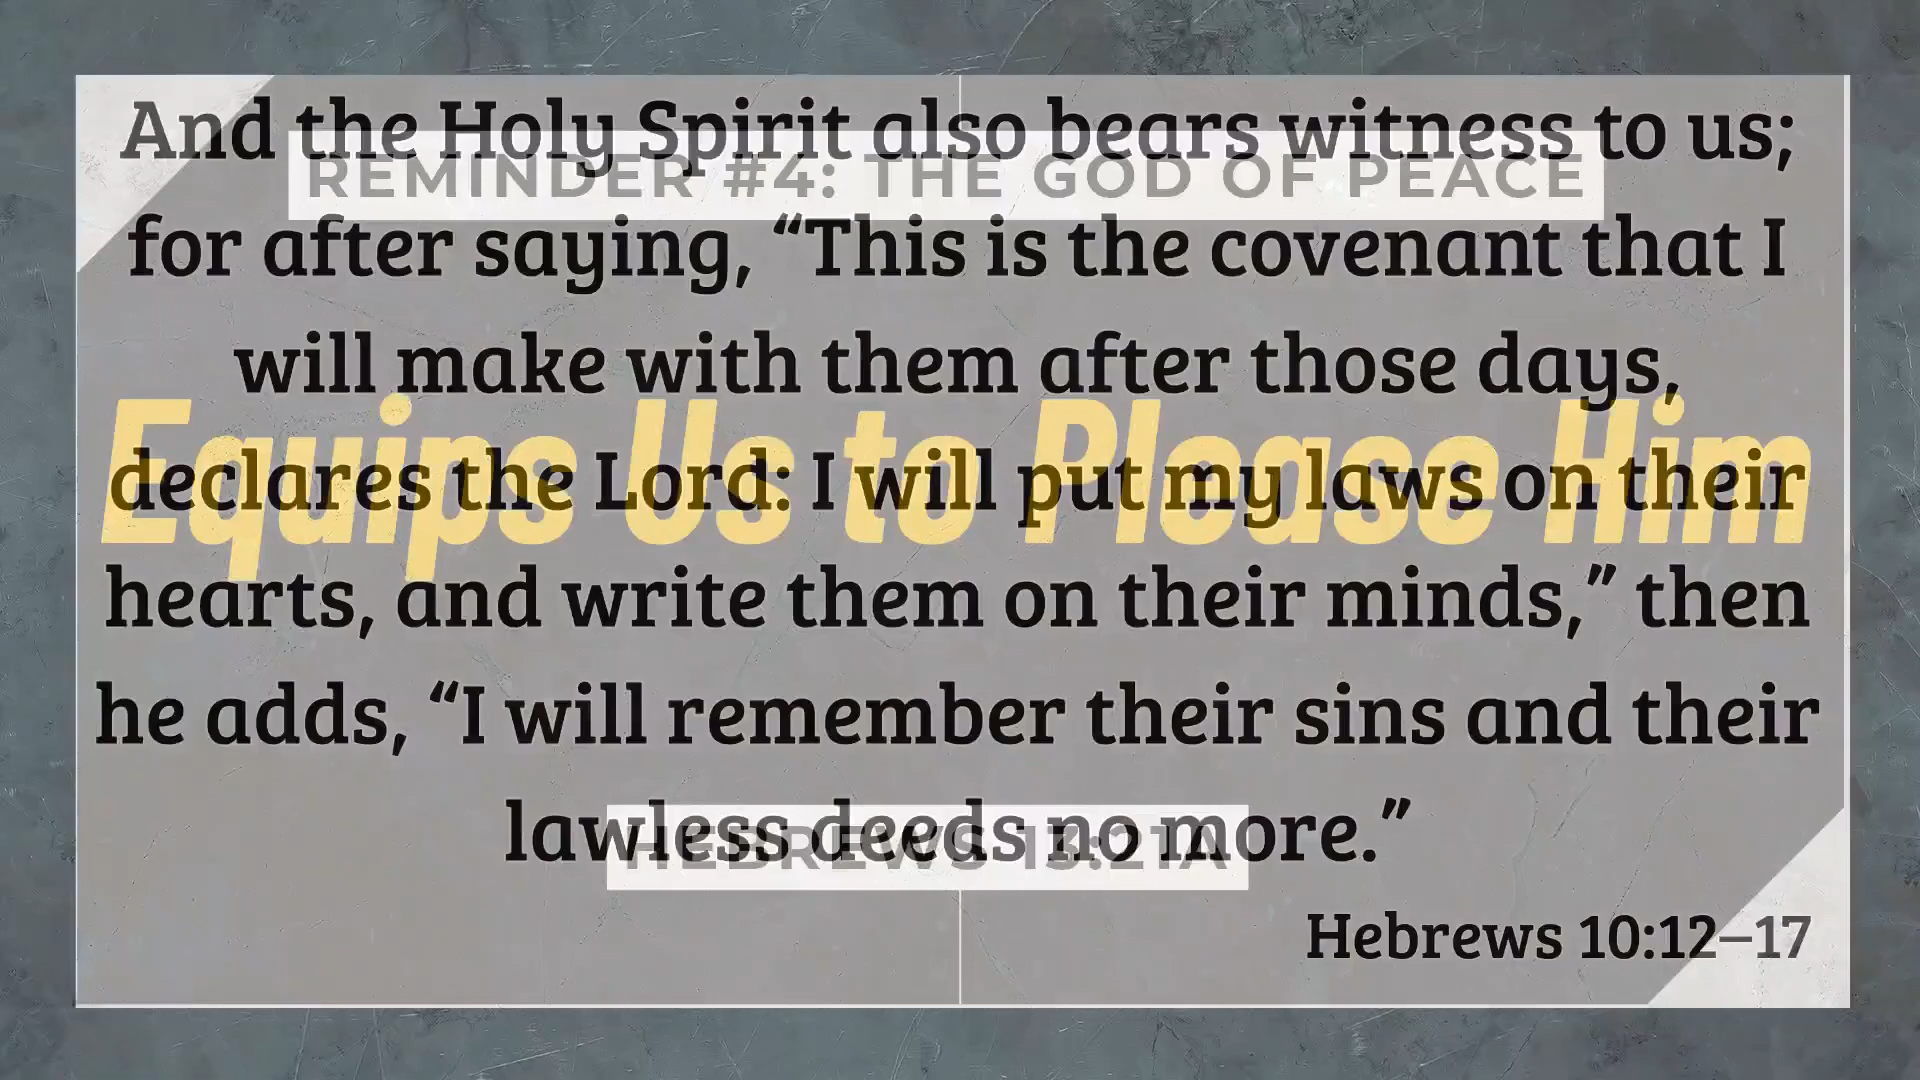 And the Holy Spirit also bears witness to us;
REMINDER #4: THE GOD OF PEACE
for after saying, “This is the covenant that I
will make with them after those days,
Equips Us to Please Him
declares the Lord: I will put my laws on their
hearts, and write them on their minds,” then
he adds, “I will remember their sins and their
lawless deeds no more.”
HEBREWS 13:21A
Hebrews 10:12–17